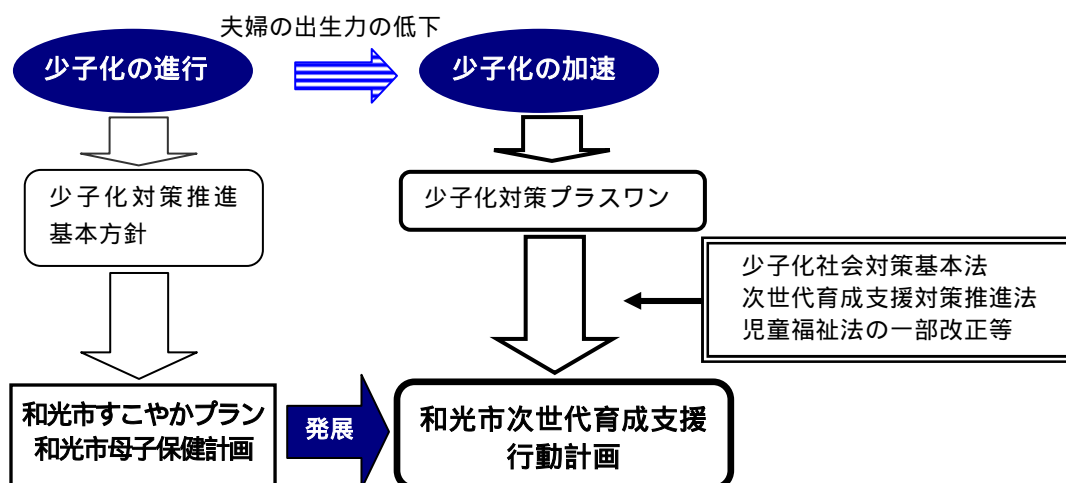 夫婦の出生力の低下
少子化の進行
少子化の加速
少子化対策推進
基本方針
少子化対策プラスワン
少子化社会対策基本法
次世代育成支援対策推進法
児童福祉法の一部改正等
和光市すこやかプラン
和光市母子保健計画
発展
和光市次世代育成支援
行動計画